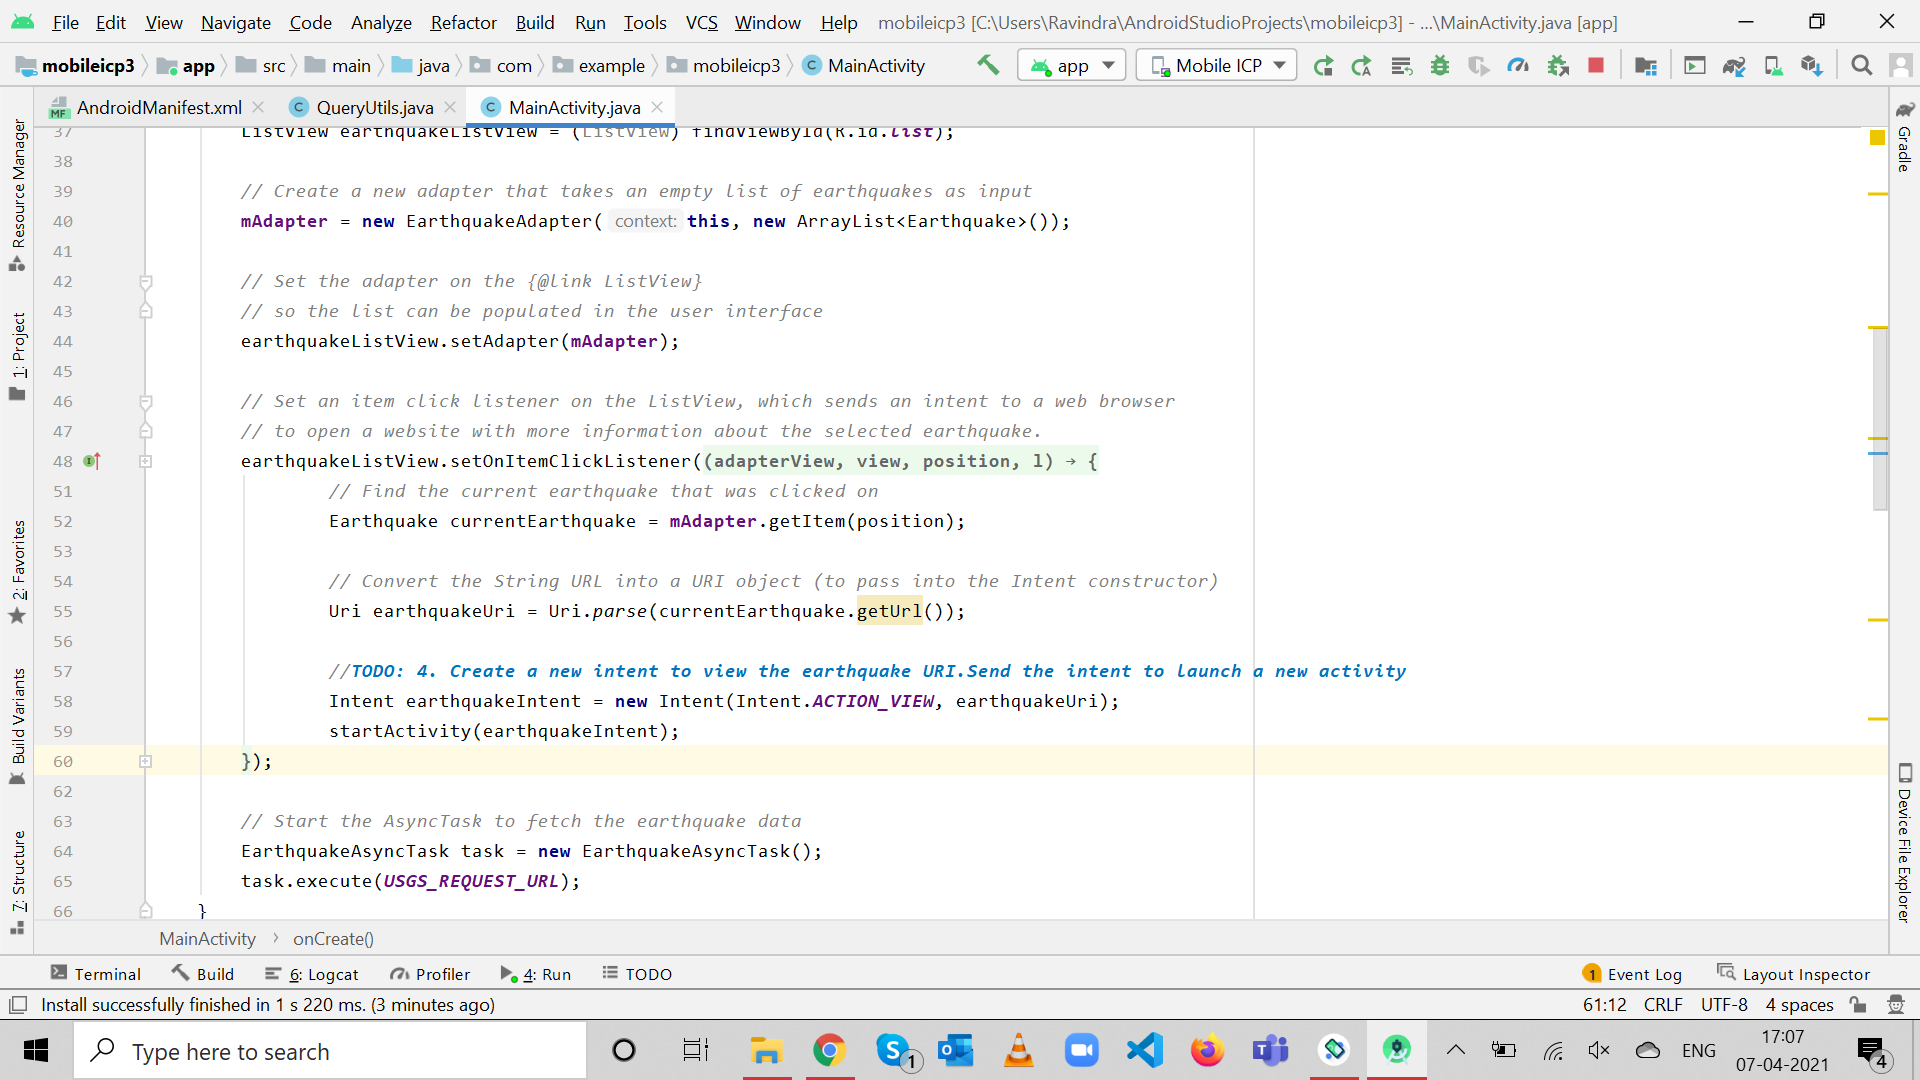 File Edit View Navigate Code Analyze Refactor Build Run Tools VCS Window Help mobileicp3 [C:\Users\Ravindra\AndroidStudioProjects\mobileicp3] - ...\MainActivity.java [app]
mobileicp3 app src main java com example mobileicp3 MainActivity app Mobile ICP
AndroidManifest.xml QueryUtils.java MainActivity.java
37 ListView earthquakeListView = (ListView) findViewById(R.id.list);
38
39 // Create a new adapter that takes an empty list of earthquakes as input
40 mAdapter = new EarthquakeAdapter( context: this, new ArrayList<Earthquake>());
41
42 // Set the adapter on the {@link ListView}
43 // so the list can be populated in the user interface
44 earthquakeListView.setAdapter(mAdapter);
45
46 // Set an item click listener on the ListView, which sends an intent to a web browser
47 // to open a website with more information about the selected earthquake.
48 earthquakeListView.setOnItemClickListener((adapterView, view, position, l) → {
51 // Find the current earthquake that was clicked on
52 Earthquake currentEarthquake = mAdapter.getItem(position);
53
54 // Convert the String URL into a URI object (to pass into the Intent constructor)
55 Uri earthquakeUri = Uri.parse(currentEarthquake.getUrl());
56
57 //TODO: 4. Create a new intent to view the earthquake URI.Send the intent to launch a new activity
58 Intent earthquakeIntent = new Intent(Intent.ACTION_VIEW, earthquakeUri);
59 startActivity(earthquakeIntent);
60 });
62
63 // Start the AsyncTask to fetch the earthquake data
64 EarthquakeAsyncTask task = new EarthquakeAsyncTask();
65 task.execute(USGS_REQUEST_URL);
66 }
Resource Manager
1: Project
2: Favorites
Build Variants
7: Structure
Gradle
Device File Explorer
MainActivity onCreate()
Terminal Build 6: Logcat Profiler 4: Run TODO 1 Event Log Layout Inspector
Install successfully finished in 1 s 220 ms. (3 minutes ago) 61:12 CRLF UTF-8 4 spaces
Type here to search 1 ENG 17:07
07-04-2021 4